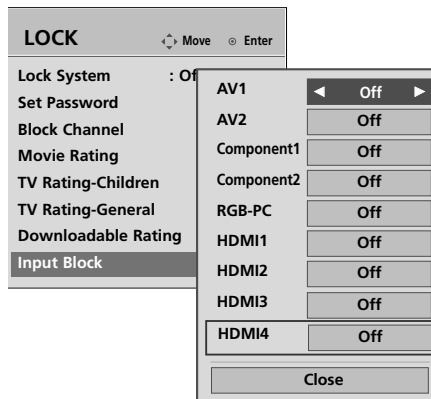 LOCK Move Enter
Lock System : Of
Set Password
Block Channel
Movie Rating
TV Rating-Children
TV Rating-General
Downloadable Rating
Input Block
AV1 ◀ Off ▶
AV2 Off
Component1 Off
Component2 Off
RGB-PC Off
HDMI1 Off
HDMI2 Off
HDMI3 Off
HDMI4 Off
Close